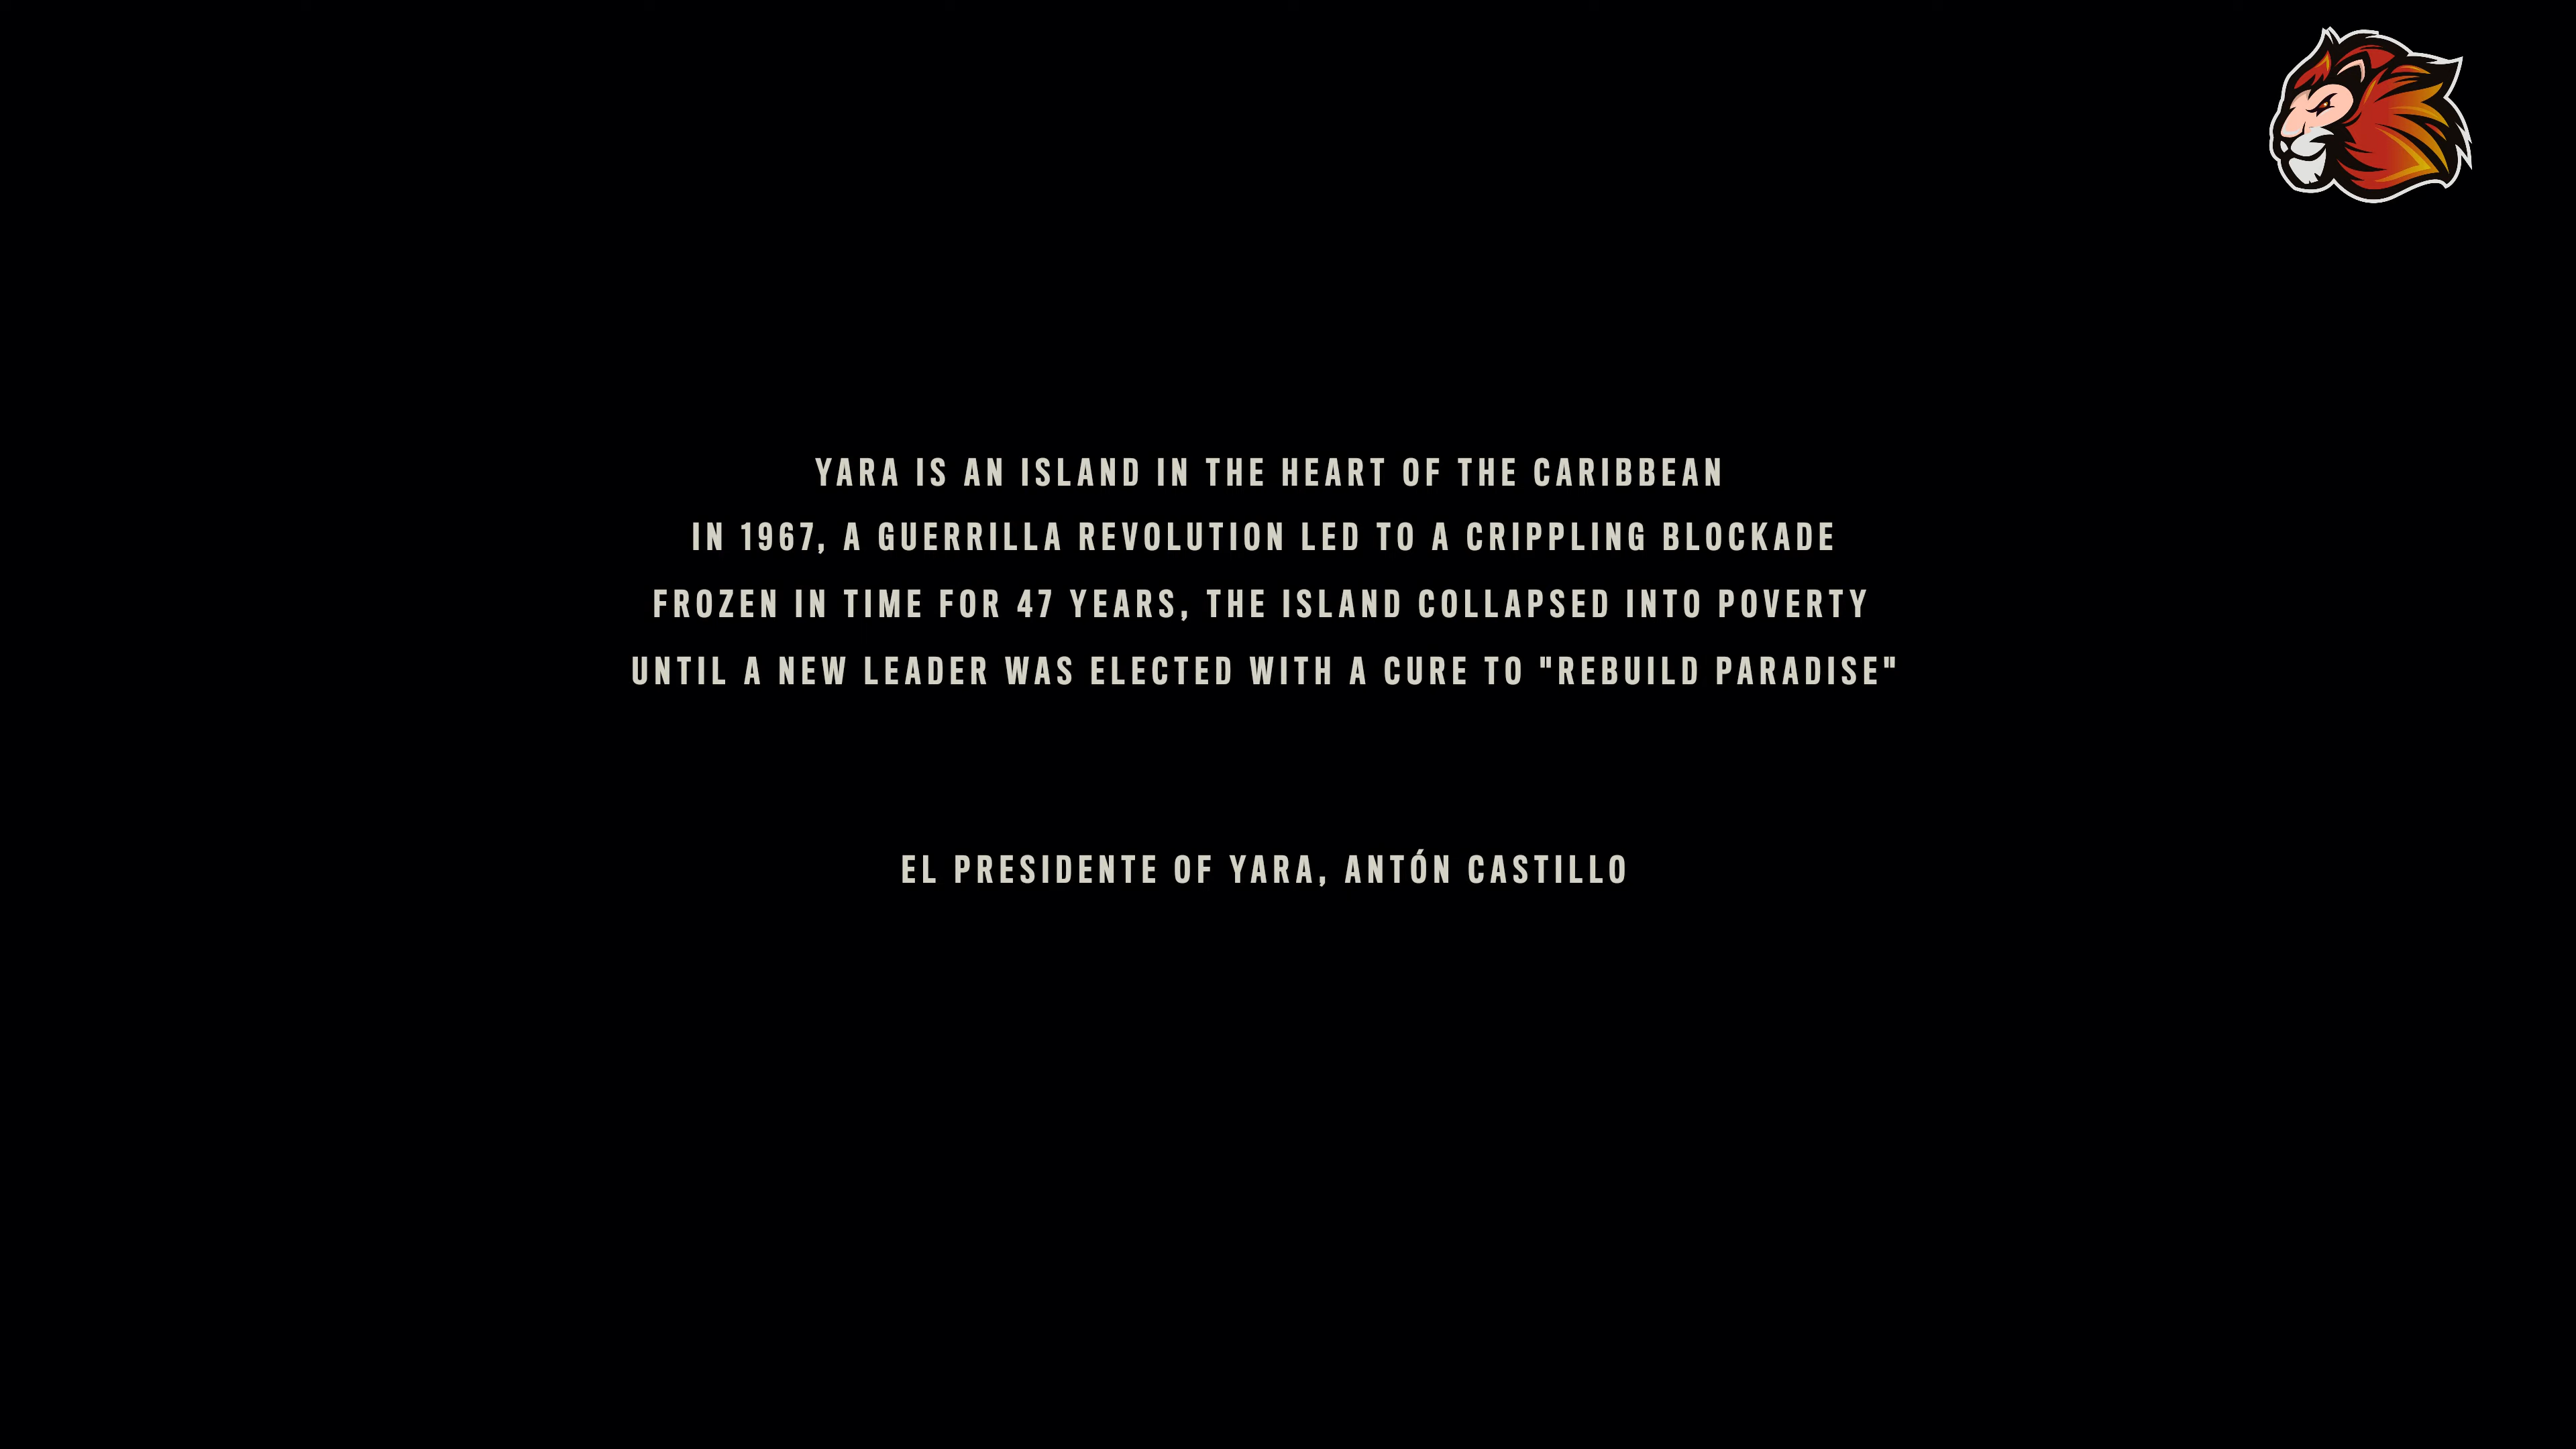 YARA IS AN ISLAND IN THE HEART OF THE CARIBBEAN
IN 1967, A GUERRILLA REVOLUTION LED TO A CRIPPLING BLOCKADE
FROZEN IN TIME FOR 47 YEARS, THE ISLAND COLLAPSED INTO POVERTY
UNTIL A NEW LEADER WAS ELECTED WITH A CURE TO "REBUILD PARADISE"
EL PRESIDENTE OF YARA, ANTÓN CASTILLO